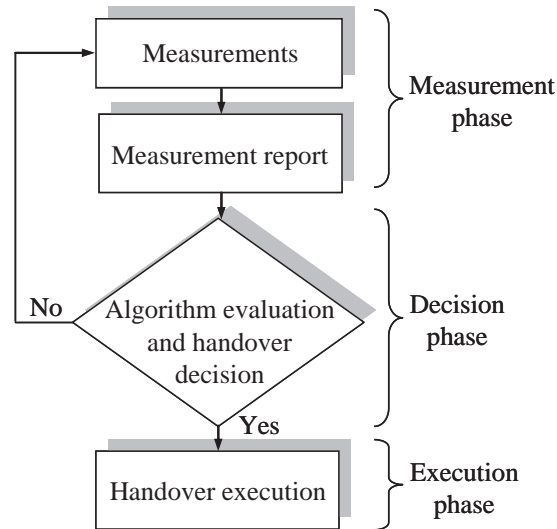 Measurements
Measurement
phase
Measurement report
No
Algorithm evaluation
and handover
decision
Decision
phase
Yes
Handover execution
Execution
phase